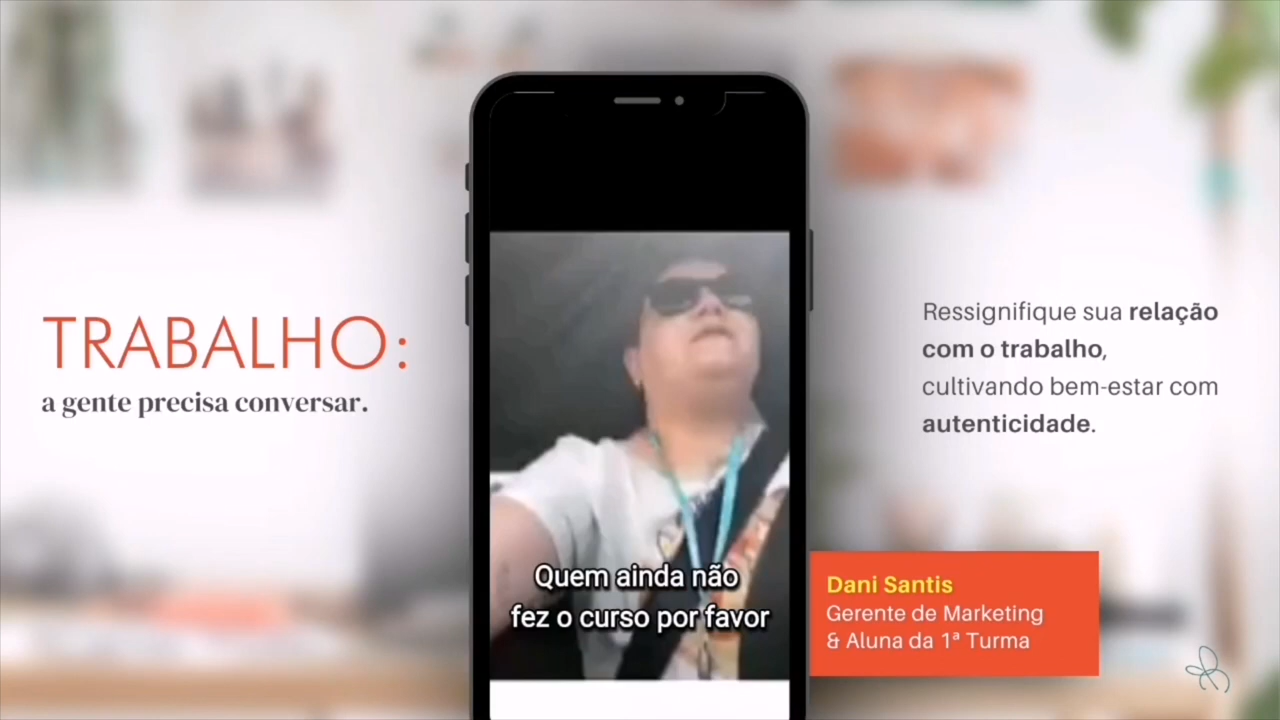 TRABALHO:
a gente precisa conversar.
Quem ainda não
fez o curso por favor
Ressignifique sua relação
com o trabalho,
cultivando bem-estar com
autenticidade.
Dani Santis
Gerente de Marketing
& Aluna da 1ª Turma